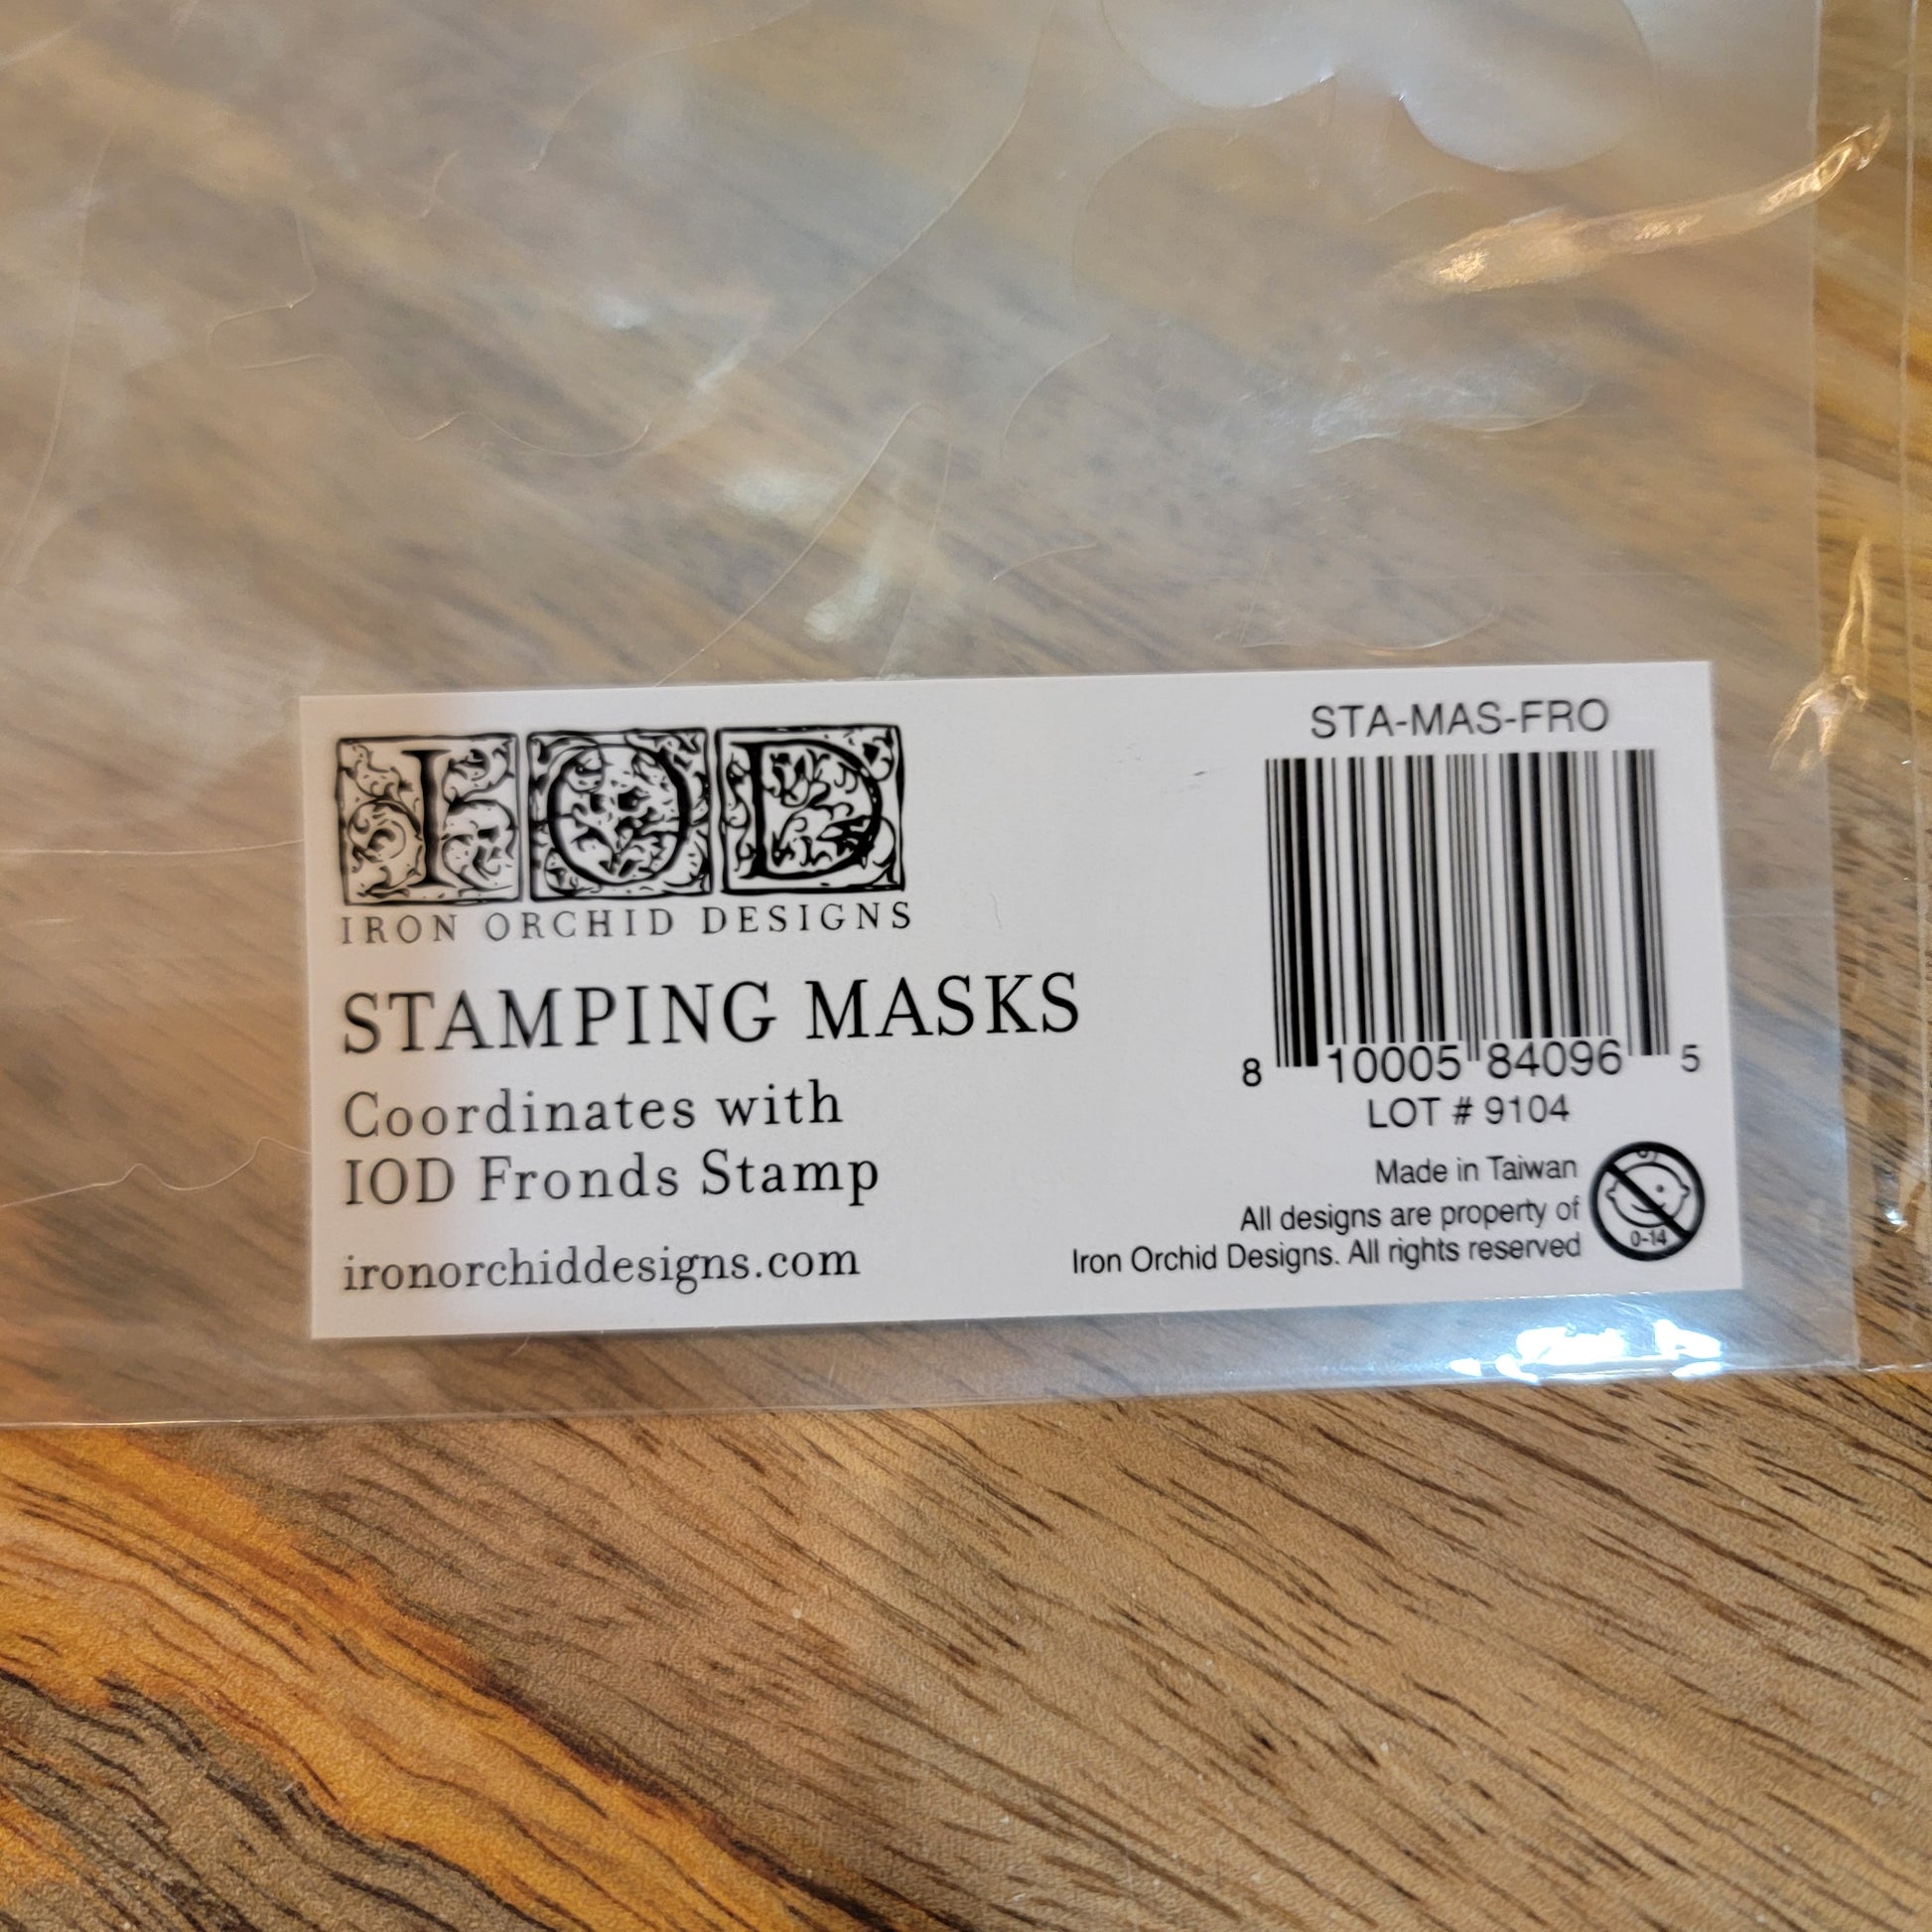 IOD
IRON ORCHID DESIGNS
STAMPING MASKS
Coordinates with
IOD Fronds Stamp
ironorchiddesigns.com
STA-MAS-FRO
8 10005 84096 5
LOT # 9104
Made in Taiwan
All designs are property of
Iron Orchid Designs. All rights reserved
0-14